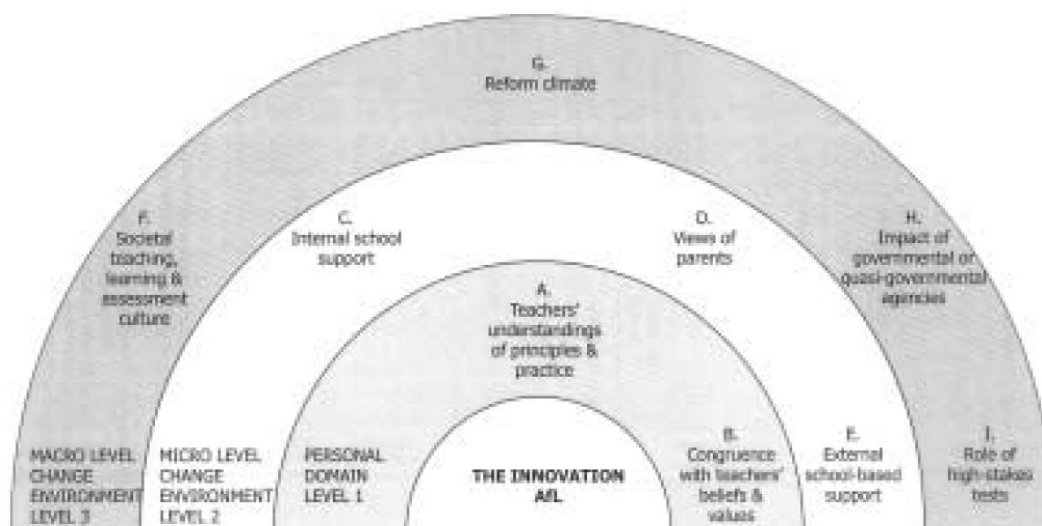 G.
Reform climate
F.
Societal
teaching,
learning &
assessment
culture
C.
Internal school
support
D.
Views of
parents
H.
Impact of
governmental or
quasi-governmental
agencies
A.
Teachers'
understandings
of principles &
practice
MACRO LEVEL
CHANGE
ENVIRONMENT
LEVEL 3
MICRO LEVEL
CHANGE
ENVIRONMENT
LEVEL 2
PERSONAL
DOMAIN
LEVEL 1
THE INNOVATION
AfL
B.
Congruence
with teachers'
beliefs &
values
E.
External
school-based
support
I.
Role of
high-stakes
tests